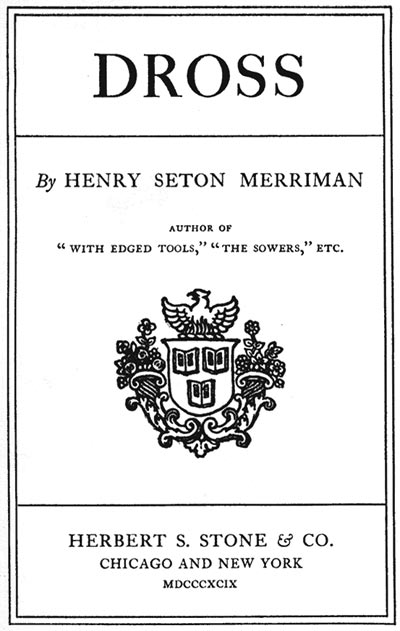 DROSS
By HENRY SETON MERRIMAN
AUTHOR OF
“WITH EDGED TOOLS,” “THE SOWERS,” ETC.
HERBERT S. STONE & CO.
CHICAGO AND NEW YORK
MDCCCXCIX